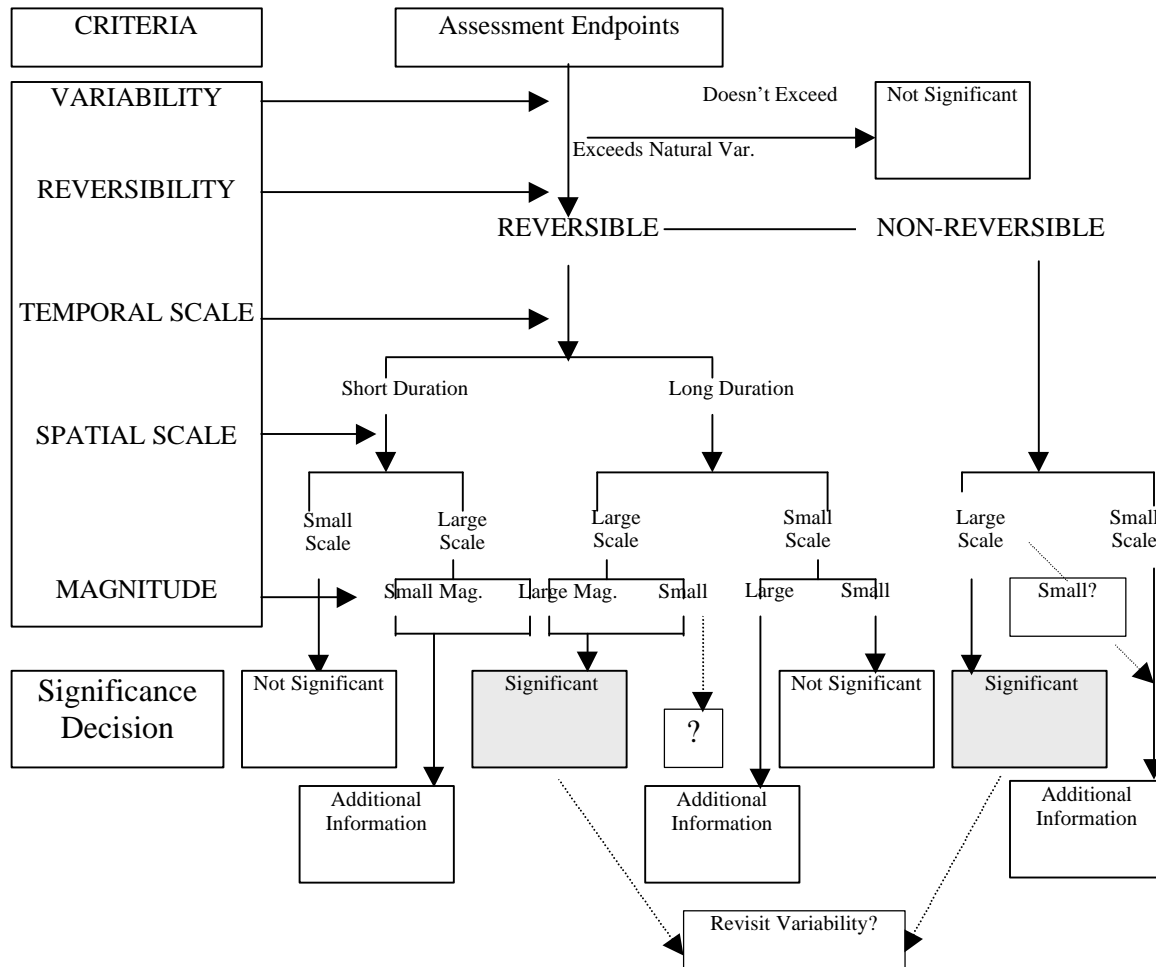 CRITERIA
Assessment Endpoints
VARIABILITY
Doesn't Exceed
Not Significant
Exceeds Natural Var.
REVERSIBILITY
REVERSIBLE
NON-REVERSIBLE
TEMPORAL SCALE
Short Duration
Long Duration
SPATIAL SCALE
Small
Scale
Large
Scale
Large
Scale
Small
Scale
Large
Scale
Small
Scale
MAGNITUDE
Small Mag.
Large Mag.
Small
Large
Small
Small?
Significance
Decision
Not Significant
Significant
?
Not Significant
Significant
Additional
Information
Additional
Information
Additional
Information
Revisit Variability?